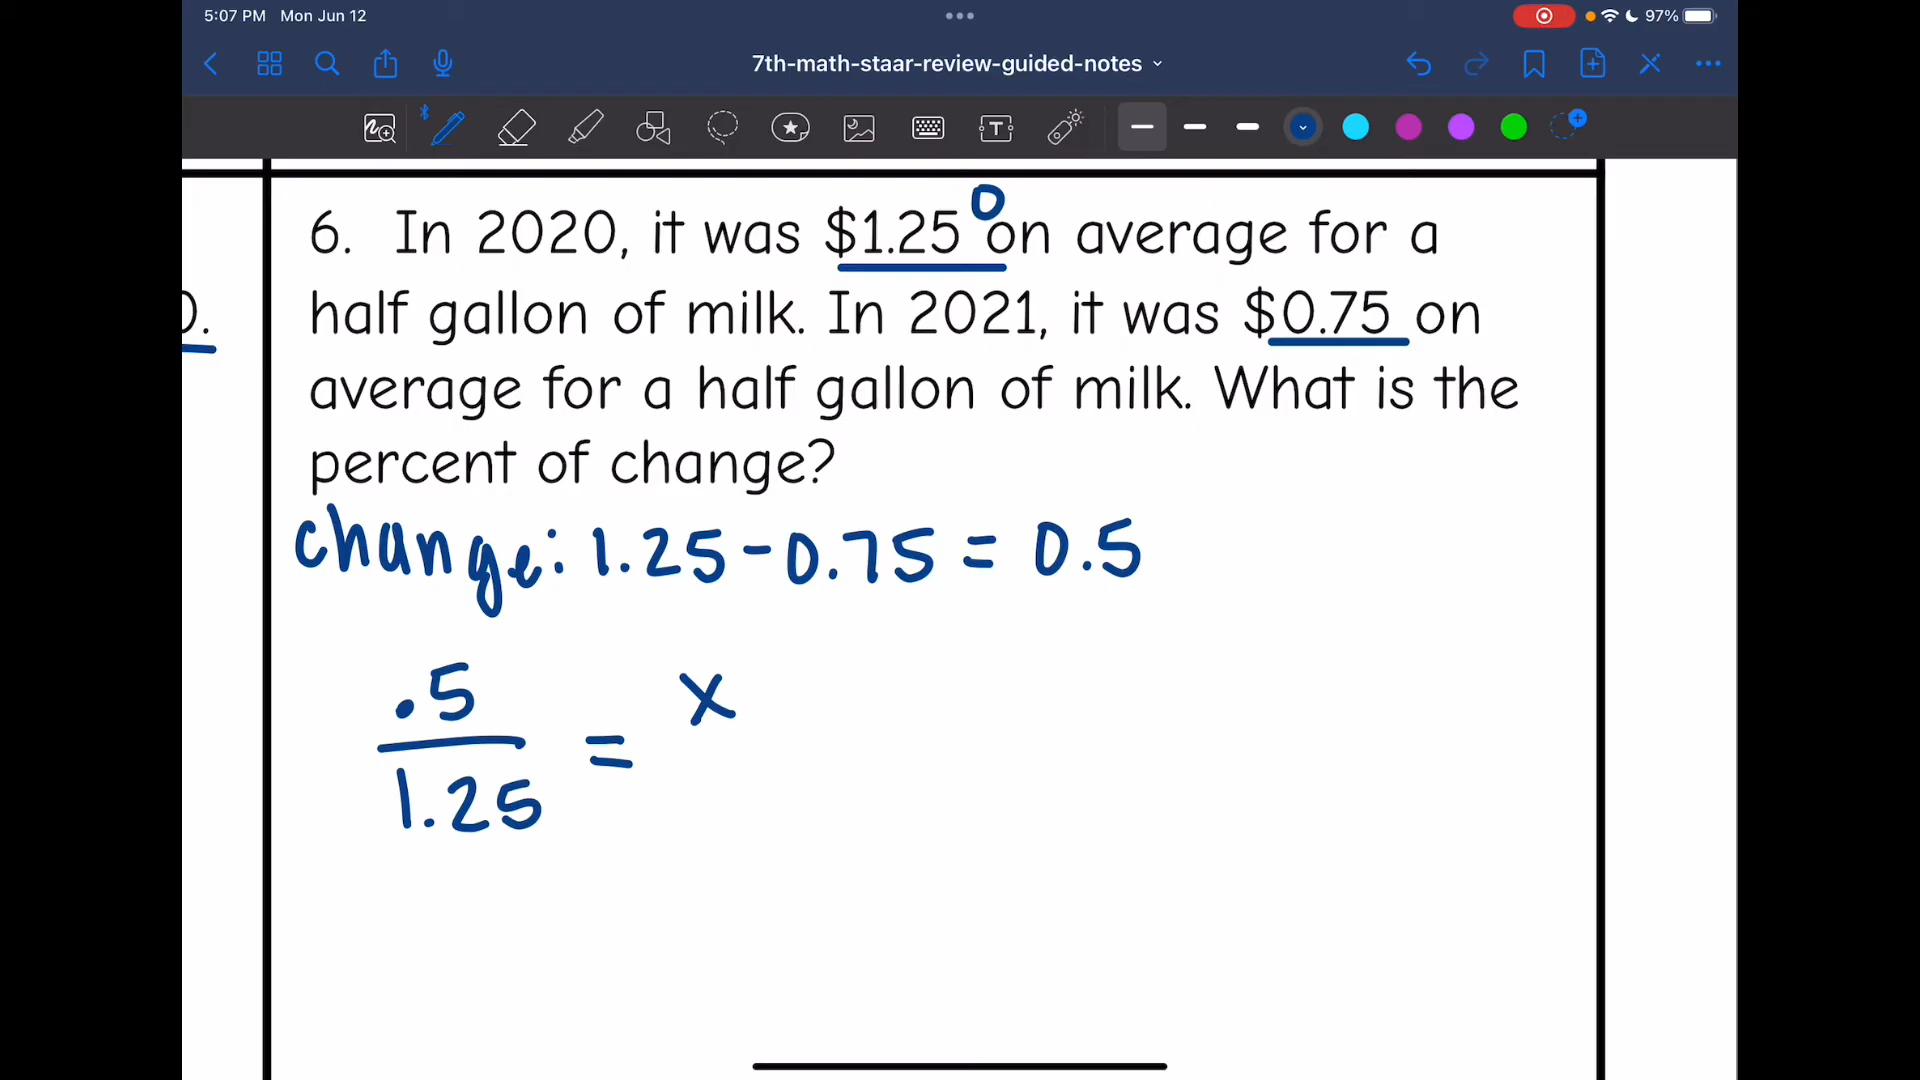 5:07 PM Mon Jun 12
97%
7th-math-staar-review-guided-notes
T
O
6. In 2020, it was $1.25 on average for a
half gallon of milk. In 2021, it was $0.75 on
0.
average for a half gallon of milk. What is the
percent of change?
change: 1.25-0.75 = 0.5
.5
x
=
1.25